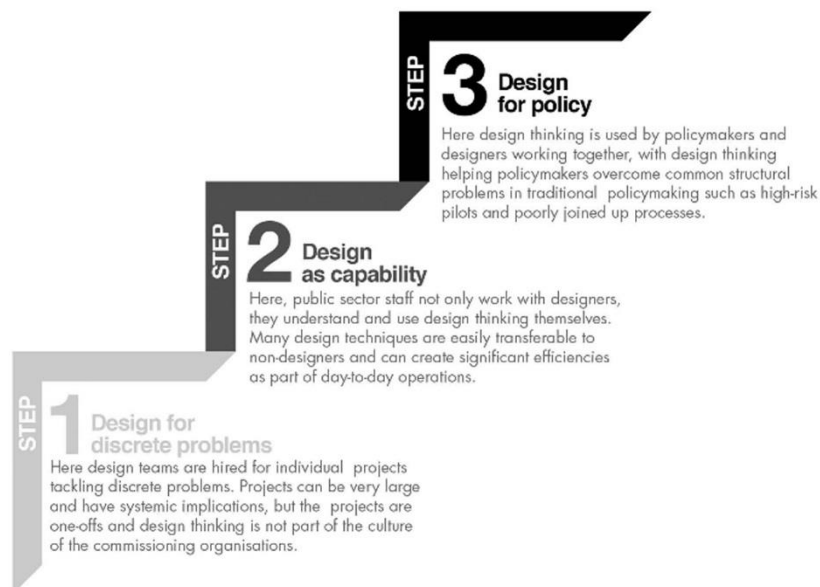 STEP
3
Design
for policy
Here design thinking is used by policymakers and
designers working together, with design thinking
helping policymakers overcome common structural
problems in traditional policymaking such as high-risk
pilots and poorly joined up processes.
STEP
2
Design
as capability
Here, public sector staff not only work with designers,
they understand and use design thinking themselves.
Many design techniques are easily transferable to
non-designers and can create significant efficiencies
as part of day-to-day operations.
STEP
1
Design for
discrete problems
Here design teams are hired for individual projects
tackling discrete problems. Projects can be very large
and have systemic implications, but the projects are
one-offs and design thinking is not part of the culture
of the commissioning organisations.